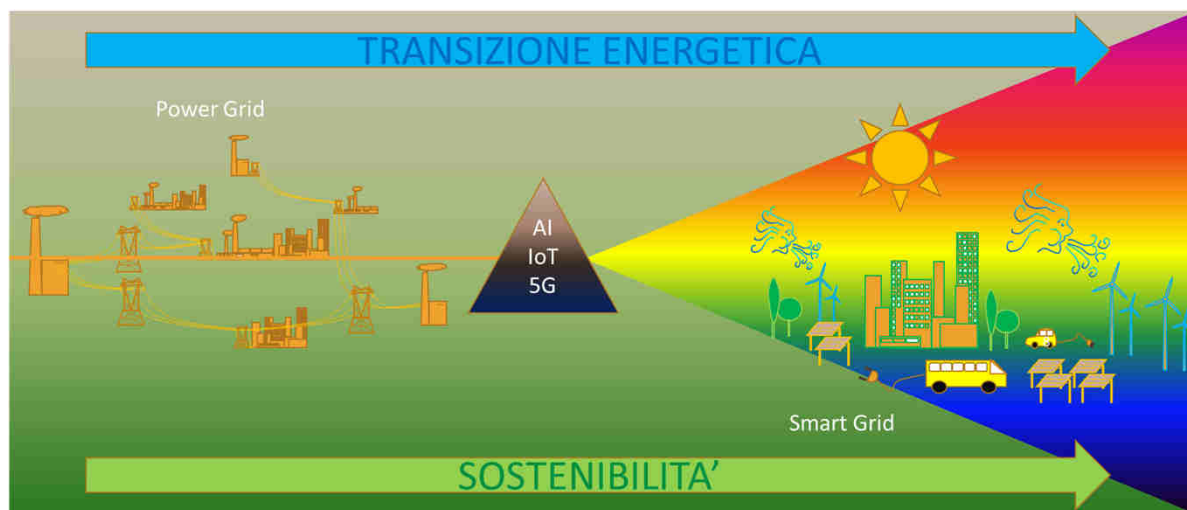 TRANSIZIONE ENERGETICA
Power Grid
AI
IoT
5G
Smart Grid
SOSTENIBILITA'